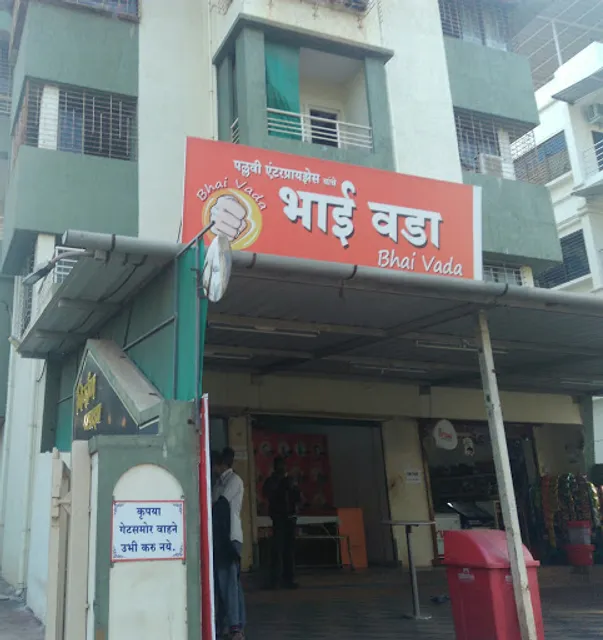 पल्लवी एंटरप्रायझेस यांचे
Bhai Vada
भाई वडा
Bhai Vada
कृपया
गेटसमोर वाहने
उभी करु नये.